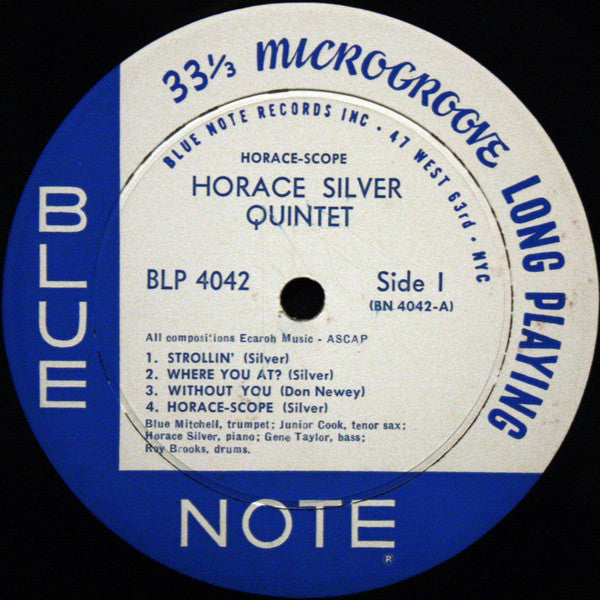 33⅓ MICROGROOVE LONG PLAYING
BLUE NOTE RECORDS INC · 47 WEST 63rd · NYC
HORACE-SCOPE
HORACE SILVER
QUINTET
BLP 4042
Side 1
(BN 4042-A)
All compositions Ecaroh Music - ASCAP
1. STROLLIN' (Silver)
2. WHERE YOU AT? (Silver)
3. WITHOUT YOU (Don Newey)
4. HORACE-SCOPE (Silver)
Blue Mitchell, trumpet; Junior Cook, tenor sax;
Horace Silver, piano; Gene Taylor, bass;
Roy Brooks, drums.
BLUE
NOTE
®